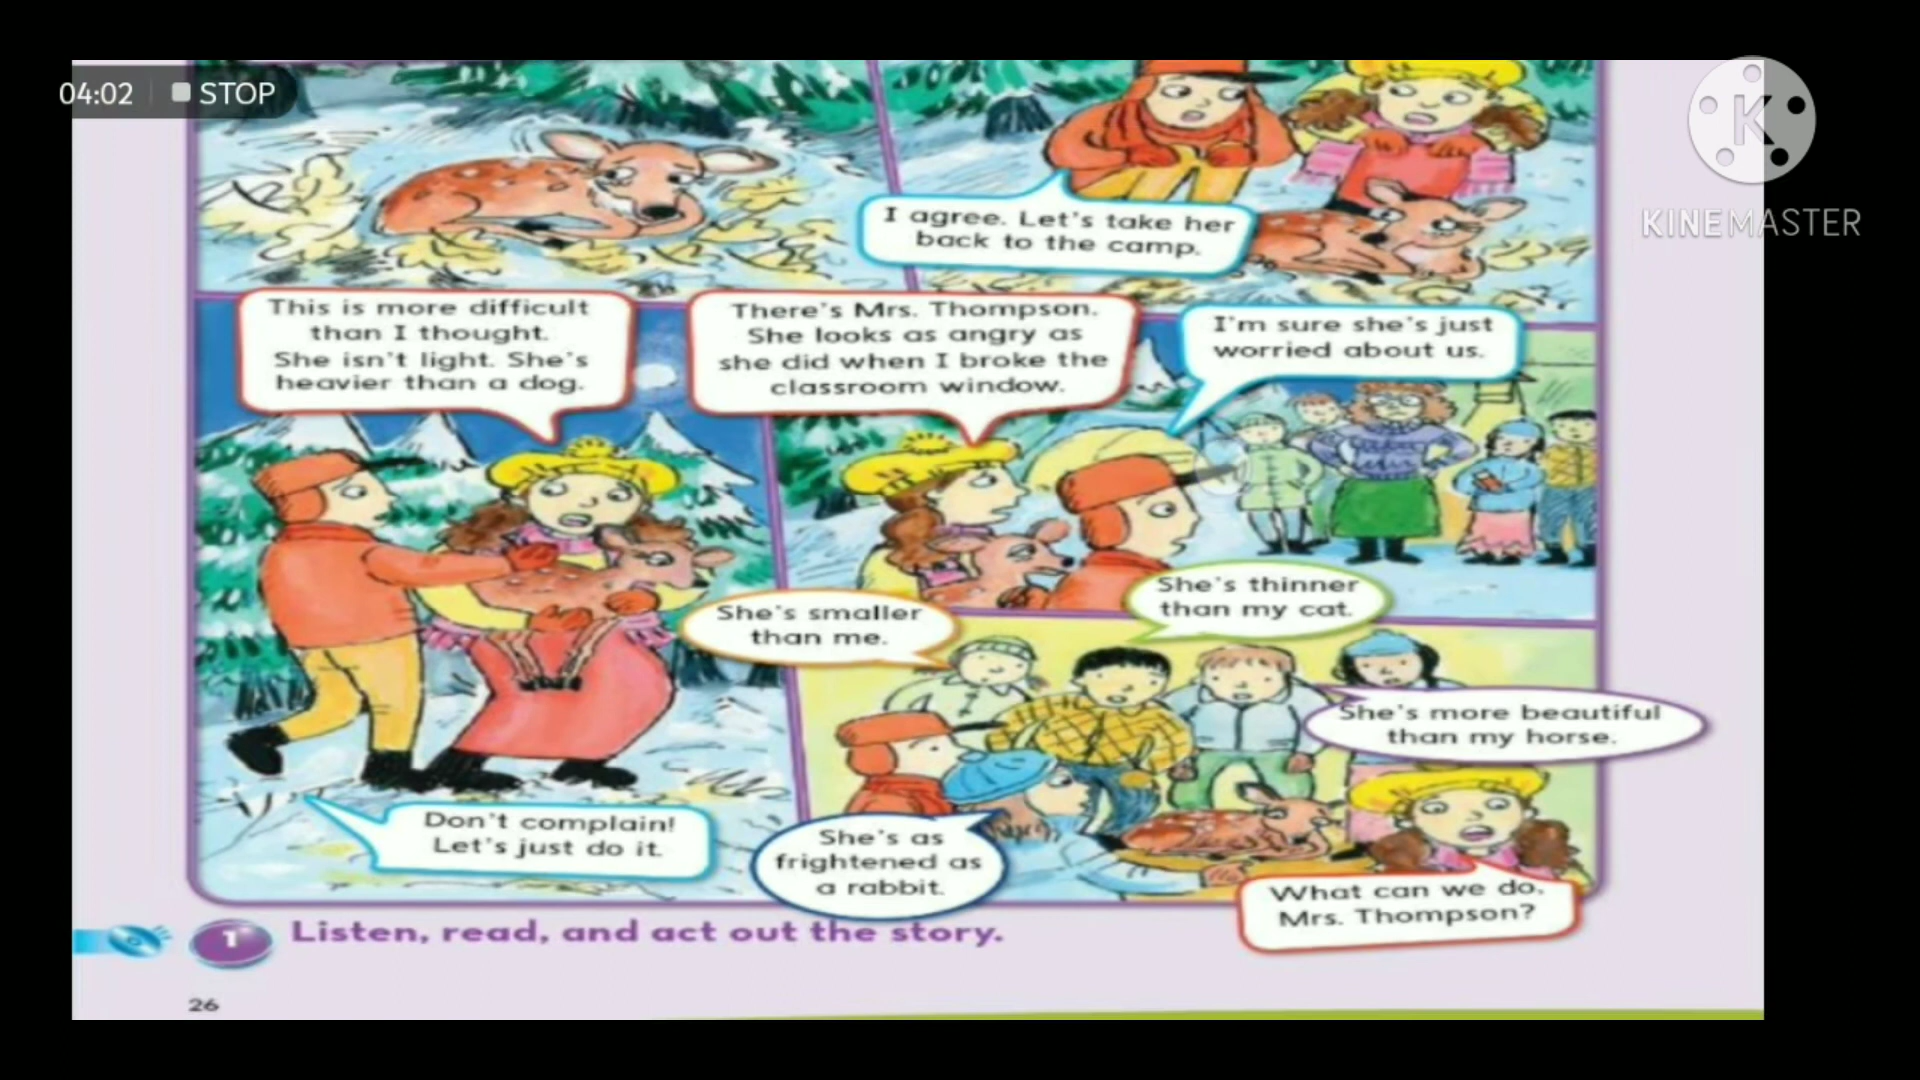 04:02
STOP
KINEMASTER
I agree. Let's take her
back to the camp.
This is more difficult
than I thought.
She isn't light. She's
heavier than a dog.
There's Mrs. Thompson.
She looks as angry as
she did when I broke the
classroom window.
I'm sure she's just
worried about us.
She's smaller
than me.
She's thinner
than my cat.
She's more beautiful
than my horse.
Don't complain!
Let's just do it.
She's as
frightened as
a rabbit.
What can we do,
Mrs. Thompson?
1 Listen, read, and act out the story.
26